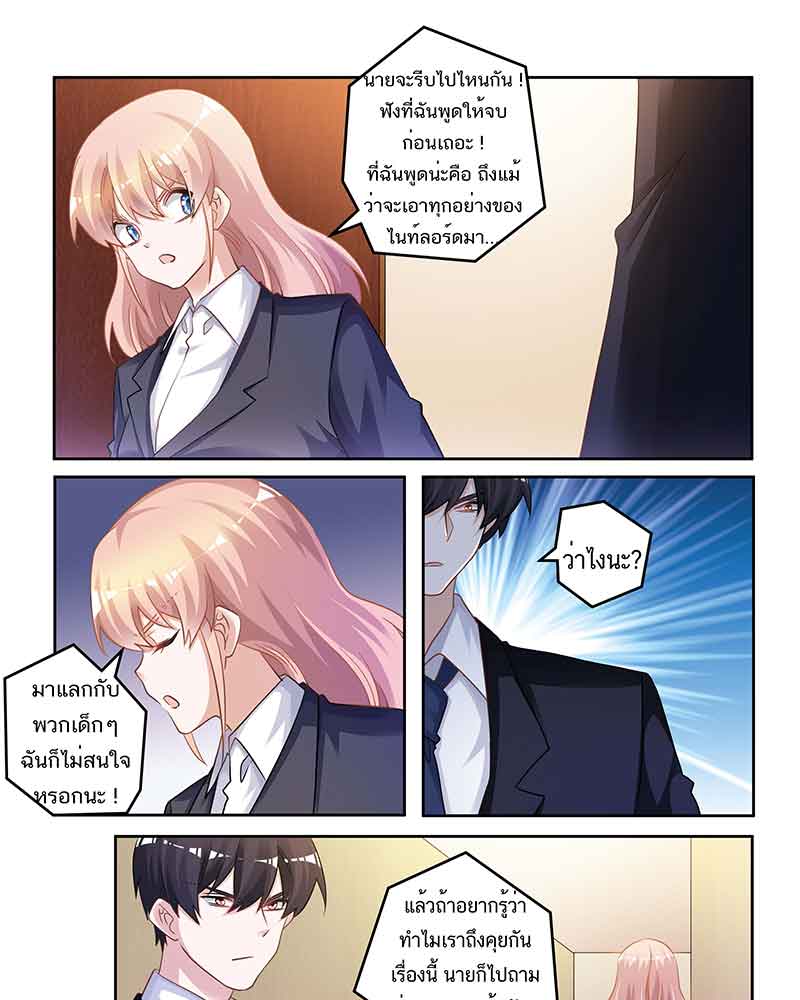 นายจะรีบไปไหนกัน !
ฟังที่ฉันพูดให้จบ
ก่อนเถอะ !
ที่ฉันพูดน่ะคือ ถึงแม้
ว่าจะเอาทุกอย่างของ
ไนท์ลอร์ดมา...
ว่าไงนะ?
มาแลกกับ
พวกเด็กๆ
ฉันก็ไม่สนใจ
หรอกนะ !
แล้วถ้าอยากรู้ว่า
ทำไมเราถึงคุยกัน
เรื่องนี้ นายก็ไปถาม